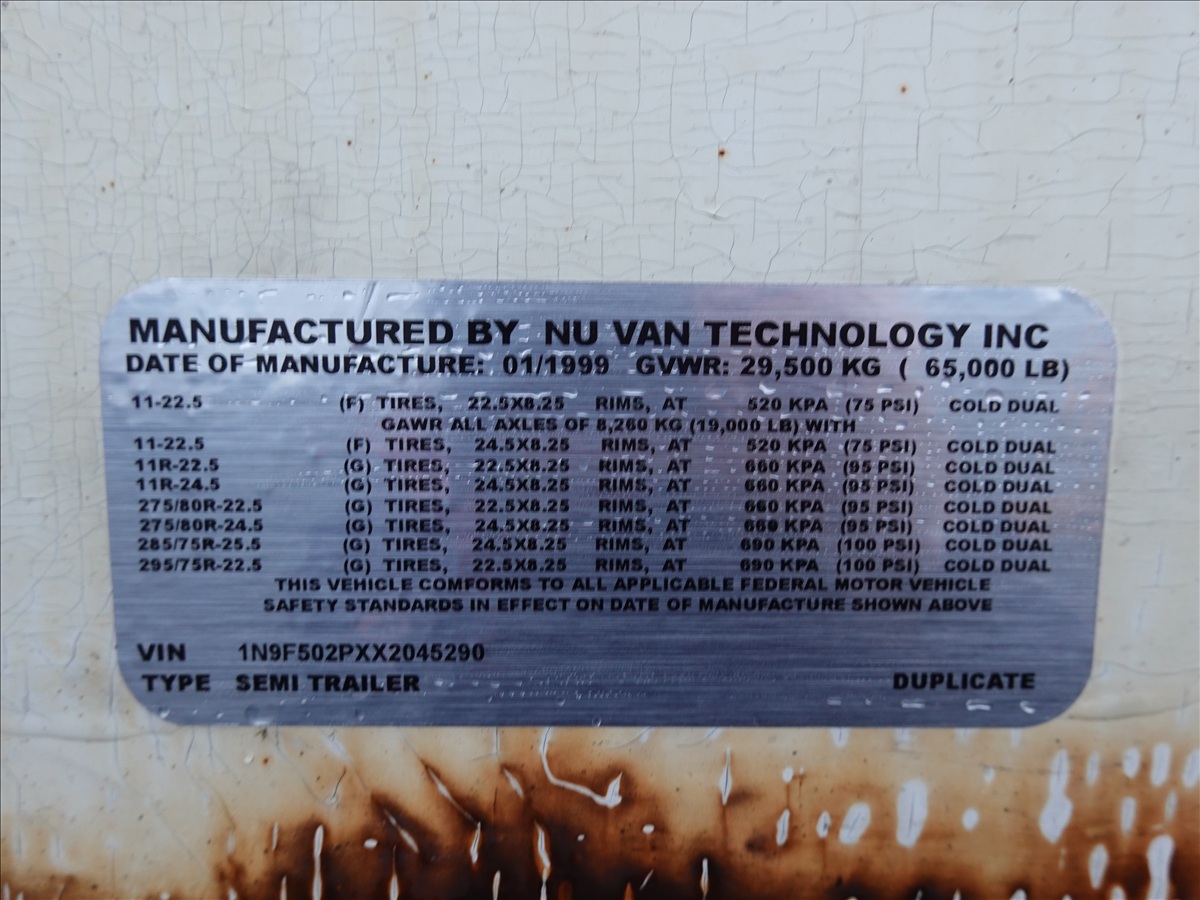 MANUFACTURED BY NU VAN TECHNOLOGY INC
DATE OF MANUFACTURE: 01/1999 GVWR: 29,500 KG ( 65,000 LB)
11-22.5 (F) TIRES, 22.5X8.25 RIMS, AT 520 KPA (75 PSI) COLD DUAL
GAWR ALL AXLES OF 8,260 KG (19,000 LB) WITH
11-22.5 (F) TIRES, 24.5X8.25 RIMS, AT 520 KPA (75 PSI) COLD DUAL
11R-22.5 (G) TIRES, 22.5X8.25 RIMS, AT 660 KPA (95 PSI) COLD DUAL
11R-24.5 (G) TIRES, 24.5X8.25 RIMS, AT 660 KPA (95 PSI) COLD DUAL
275/80R-22.5 (G) TIRES, 22.5X8.25 RIMS, AT 660 KPA (95 PSI) COLD DUAL
275/80R-24.5 (G) TIRES, 24.5X8.25 RIMS, AT 660 KPA (95 PSI) COLD DUAL
285/75R-25.5 (G) TIRES, 24.5X8.25 RIMS, AT 690 KPA (100 PSI) COLD DUAL
295/75R-22.5 (G) TIRES, 22.5X8.25 RIMS, AT 690 KPA (100 PSI) COLD DUAL
THIS VEHICLE COMFORMS TO ALL APPLICABLE FEDERAL MOTOR VEHICLE
SAFETY STANDARDS IN EFFECT ON DATE OF MANUFACTURE SHOWN ABOVE
VIN 1N9F502PXX2045290
TYPE SEMI TRAILER DUPLICATE